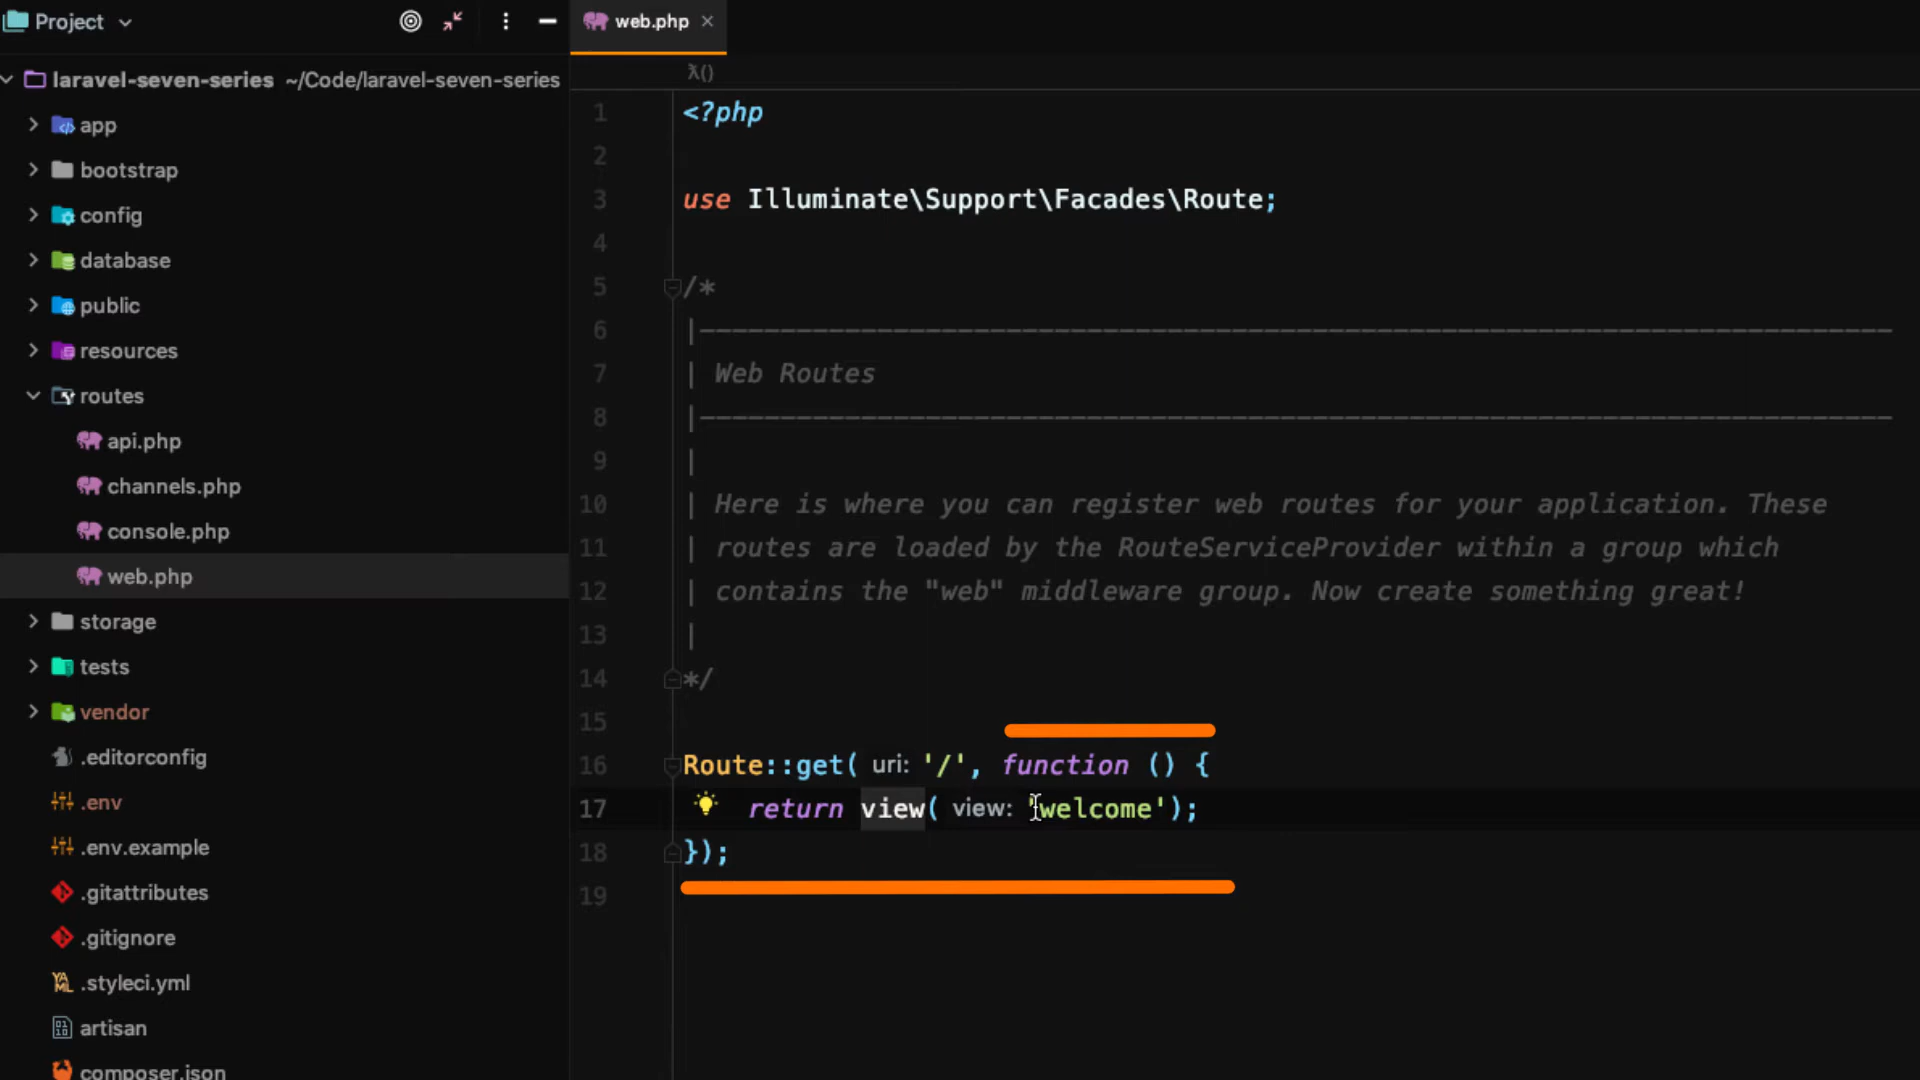 Project
laravel-seven-series ~/Code/laravel-seven-series
app
bootstrap
config
database
public
resources
routes
api.php
channels.php
console.php
web.php
storage
tests
vendor
.editorconfig
.env
.env.example
.gitattributes
.gitignore
.styleci.yml
artisan
composer.json
web.php
λ()
1 <?php
2
3 use Illuminate\Support\Facades\Route;
4
5 /*
6 |--------------------------------------------------------------------------
7 | Web Routes
8 |--------------------------------------------------------------------------
9 |
10 | Here is where you can register web routes for your application. These
11 | routes are loaded by the RouteServiceProvider within a group which
12 | contains the "web" middleware group. Now create something great!
13 |
14 */
15
16 Route::get( uri: '/', function () {
17 return view( view: 'welcome');
18 });
19